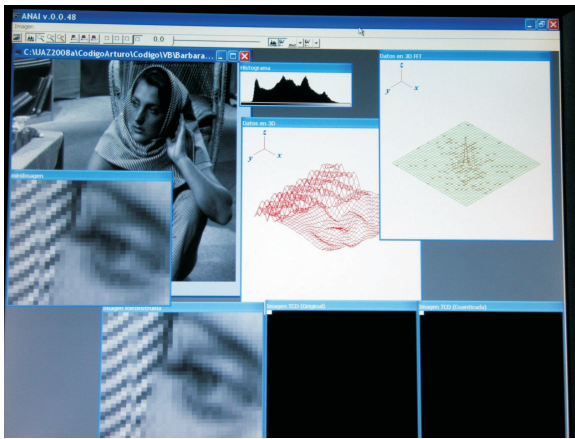 ANAI v.0.0.48
Imagen
0.0
C:\UAZ2008a\CodigoArturo\Codigo\VB\Barbara...
Histograma
Datos en 3D FFT
z
y x
Datos en 3D
z
y x
Imagen TCD (Original)
Imagen TCD